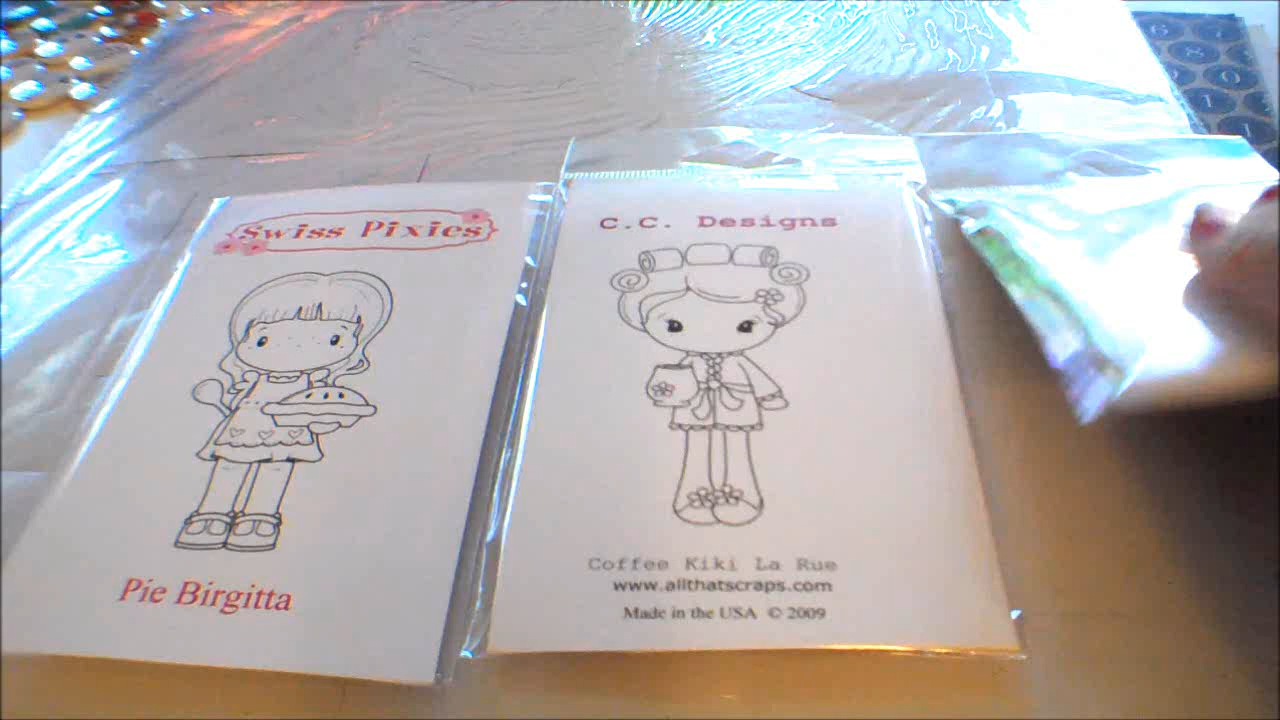 Swiss Pixies
Pie Birgitta
C.C. Designs
Coffee Kiki La Rue
www.allthatscraps.com
Made in the USA © 2009